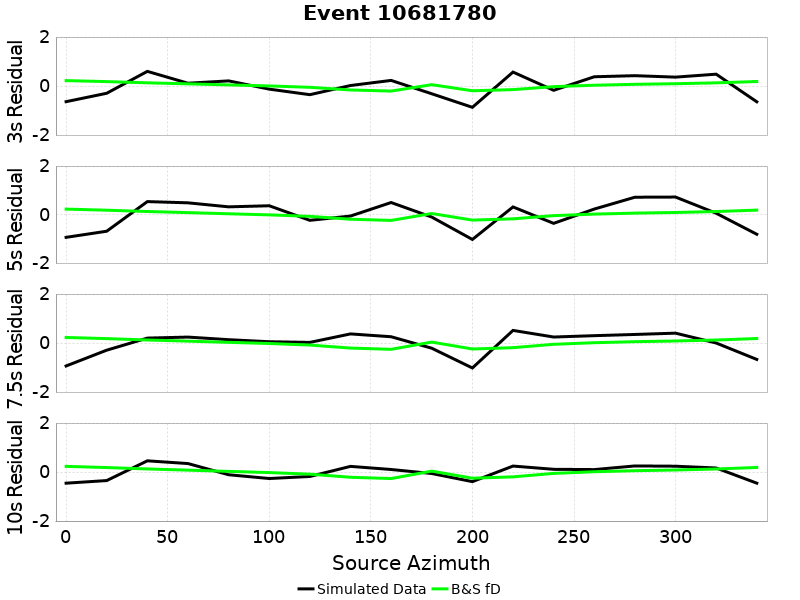 Event 10681780
3s Residual
2
0
-2
5s Residual
2
0
-2
7.5s Residual
2
0
-2
10s Residual
2
0
-2
0 50 100 150 200 250 300
Source Azimuth
Simulated Data B&S fD